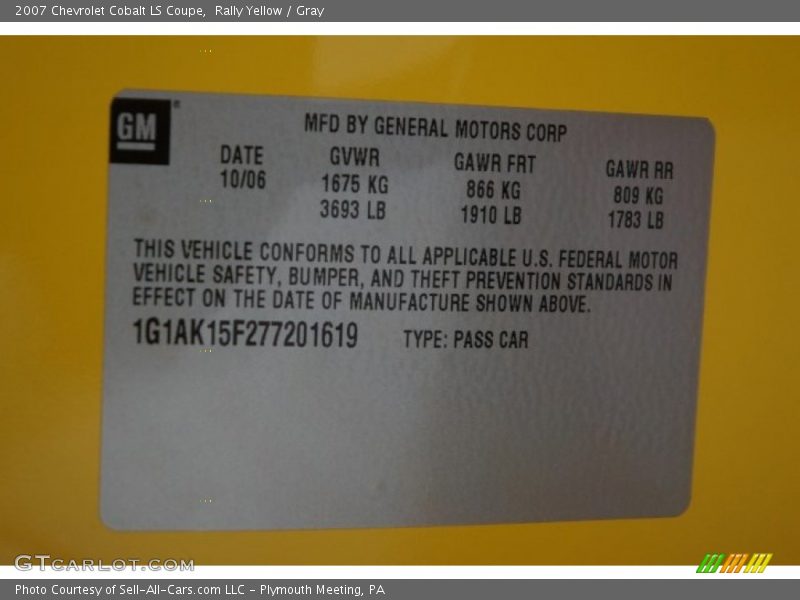 2007 Chevrolet Cobalt LS Coupe, Rally Yellow / Gray
GM
MFD BY GENERAL MOTORS CORP
DATE GVWR GAWR FRT GAWR RR
10/06 1675 KG 866 KG 809 KG
3693 LB 1910 LB 1783 LB
THIS VEHICLE CONFORMS TO ALL APPLICABLE U.S. FEDERAL MOTOR
VEHICLE SAFETY, BUMPER, AND THEFT PREVENTION STANDARDS IN
EFFECT ON THE DATE OF MANUFACTURE SHOWN ABOVE.
1G1AK15F277201619 TYPE: PASS CAR
GTCARLOT.COM
Photo Courtesy of Sell-All-Cars.com LLC - Plymouth Meeting, PA